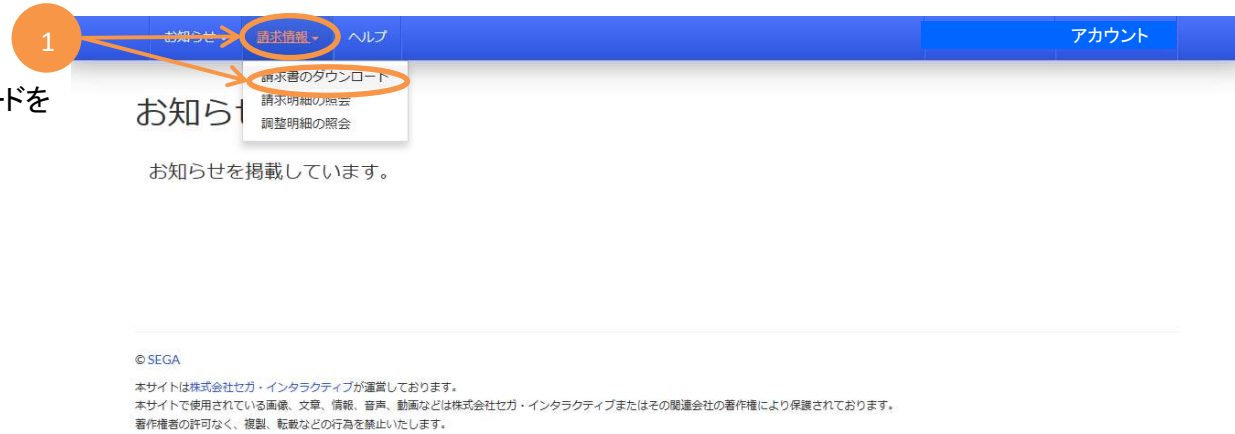 1
お知らせ
請求情報
ヘルプ
アカウント
請求書のダウンロード
請求明細の照会
調整明細の照会
ードを
お知らせ
お知らせを掲載しています。
© SEGA
本サイトは株式会社セガ・インタラクティブが運営しております。
本サイトで使用されている画像、文章、情報、音声、動画などは株式会社セガ・インタラクティブまたはその関連会社の著作権により保護されております。
著作権者の許可なく、複製、転載などの行為を禁止いたします。